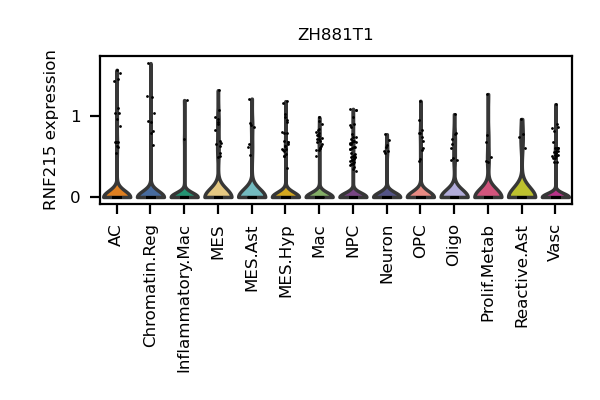 ZH881T1
RNF215 expression
1
0
AC
Chromatin.Reg
Inflammatory.Mac
MES
MES.Ast
MES.Hyp
Mac
NPC
Neuron
OPC
Oligo
Prolif.Metab
Reactive.Ast
Vasc